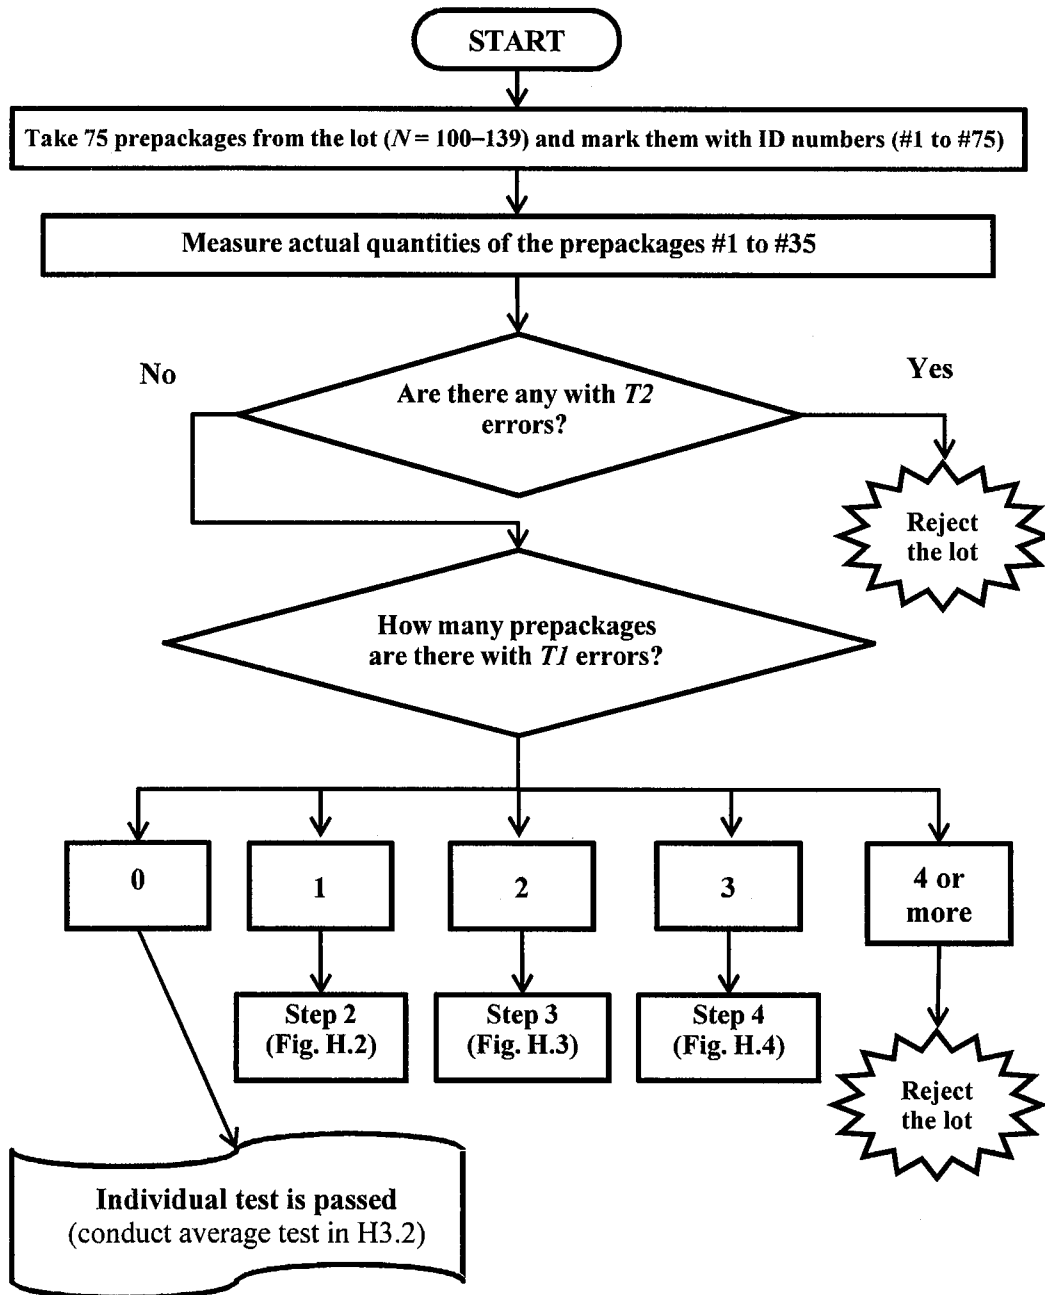 START
Take 75 prepackages from the lot (N = 100–139) and mark them with ID numbers (#1 to #75)
Measure actual quantities of the prepackages #1 to #35
No
Yes
Are there any with T2
errors?
Reject
the lot
How many prepackages
are there with T1 errors?
0
1
2
3
4 or
more
Step 2
(Fig. H.2)
Step 3
(Fig. H.3)
Step 4
(Fig. H.4)
Reject
the lot
Individual test is passed
(conduct average test in H3.2)